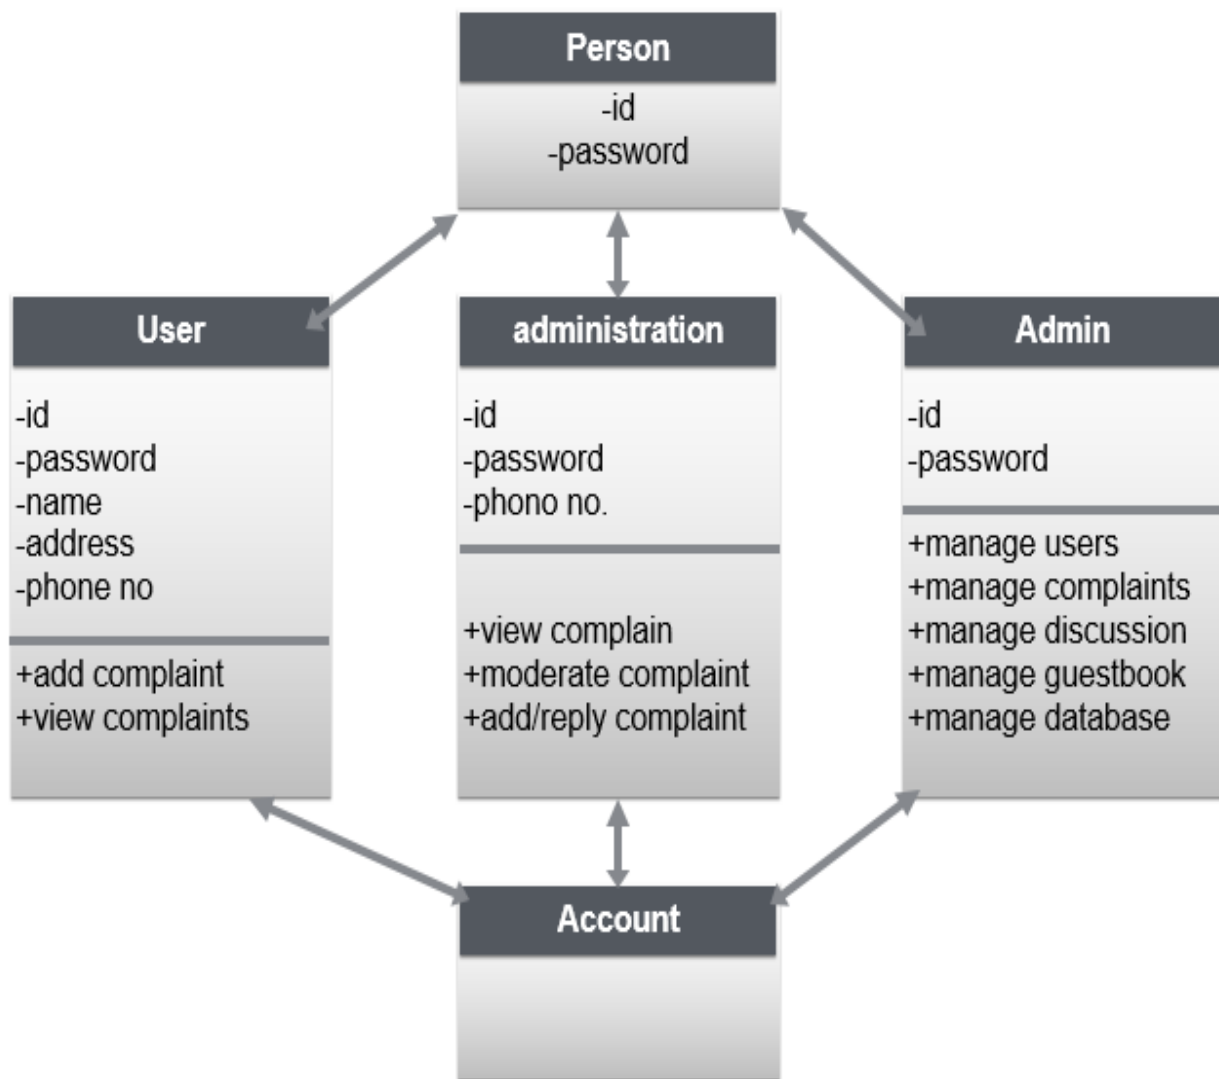 Person
-id
-password
User
-id
-password
-name
-address
-phone no
+add complaint
+view complaints
administration
-id
-password
-phono no.
+view complain
+moderate complaint
+add/reply complaint
Admin
-id
-password
+manage users
+manage complaints
+manage discussion
+manage guestbook
+manage database
Account